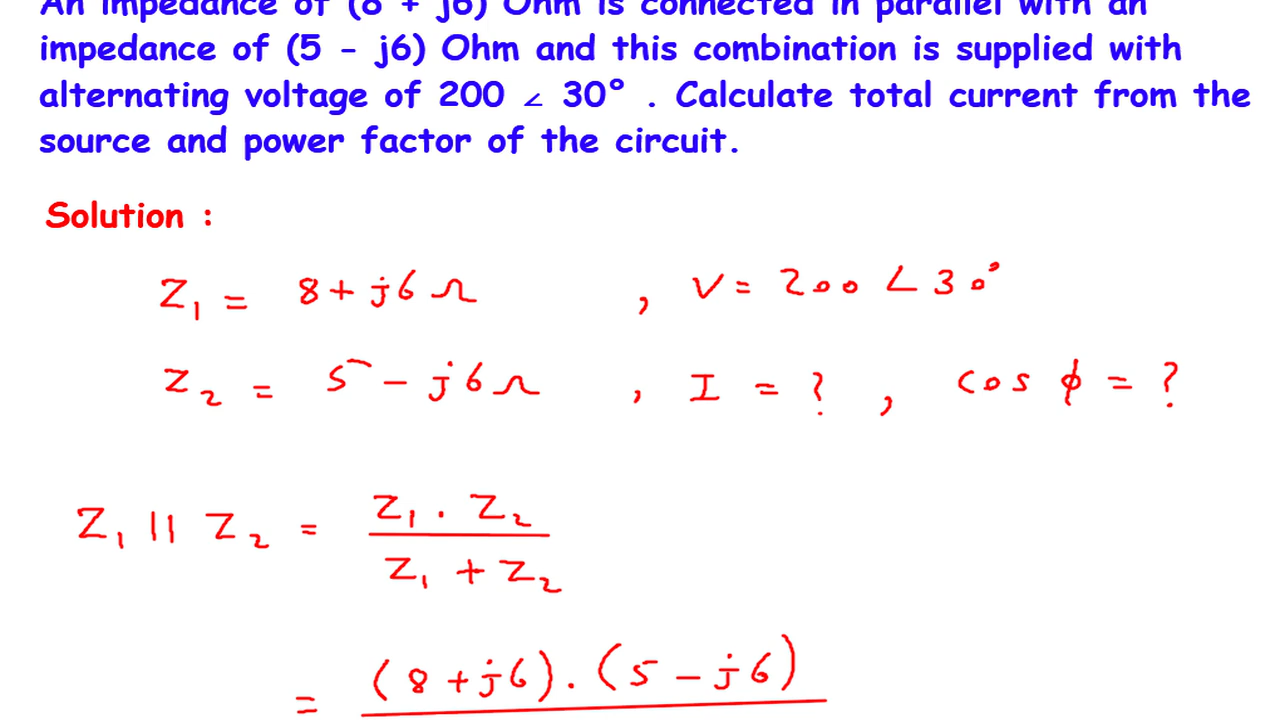 An impedance of (8 + j6) Ohm is connected in parallel with an
impedance of (5 - j6) Ohm and this combination is supplied with
alternating voltage of 200 ∠ 30° . Calculate total current from the
source and power factor of the circuit.
Solution :
Z₁ = 8 + j6 Ω , V = 200 ∠ 30°
Z₂ = 5 - j6 Ω , I = ? , cos ϕ = ?
Z₁ || Z₂ = Z₁ . Z₂
Z₁ + Z₂
= (8 + j6) . (5 - j6)